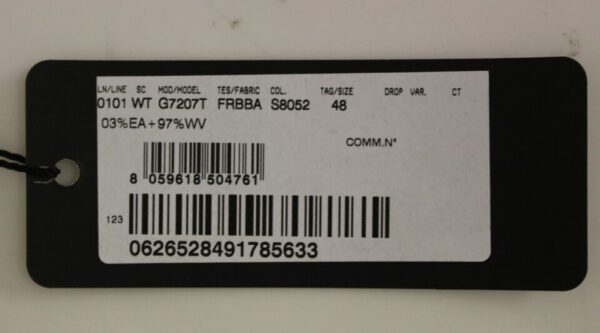 LN/LINE SC MOD/MODEL TES/FABRIC COL. TAG/SIZE DROP VAR. CT
0101 WT G7207T FRBBA S8052 48
03%EA+97%WV
COMM.N°
8 059618 504761
123
0626528491785633